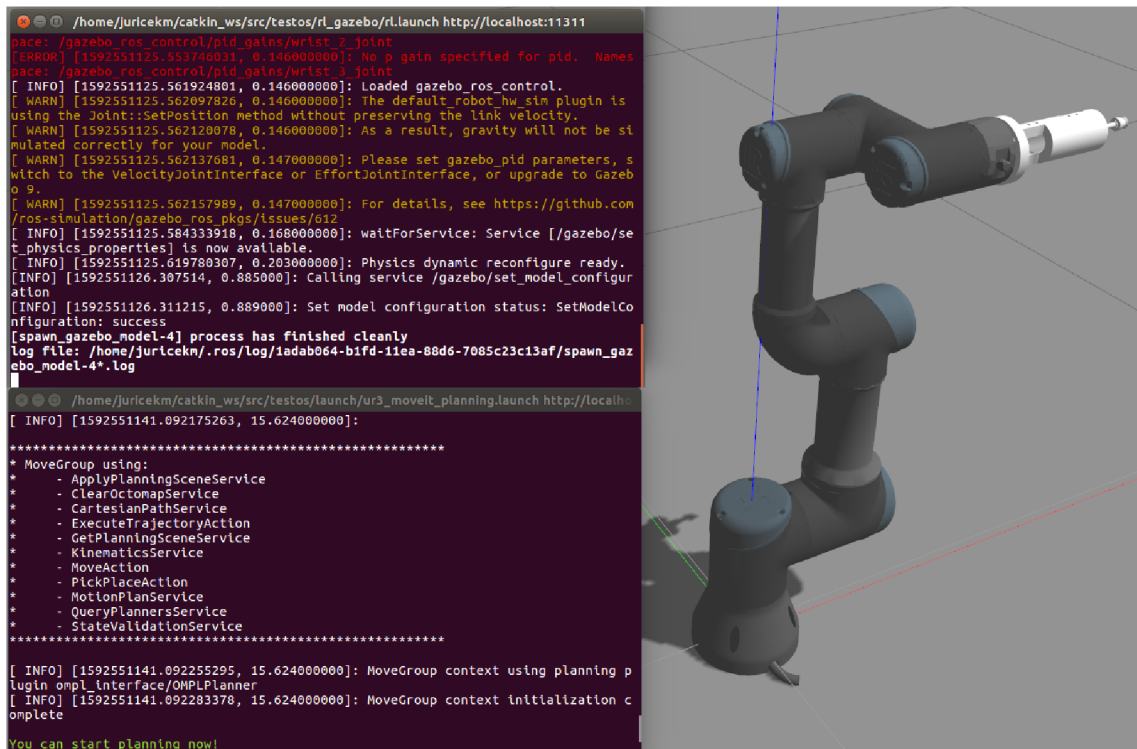 /home/juricekm/catkin_ws/src/testos/rl_gazebo/rl.launch http://localhost:11311
pace: /gazebo_ros_control/pid_gains/wrist_2_joint
[ERROR] [1592551125.553746031, 0.146000000]: No p gain specified for pid.  Names
pace: /gazebo_ros_control/pid_gains/wrist_3_joint
[ INFO] [1592551125.561924801, 0.146000000]: Loaded gazebo_ros_control.
[ WARN] [1592551125.562097826, 0.146000000]: The default_robot_hw_sim plugin is
using the Joint::SetPosition method without preserving the link velocity.
[ WARN] [1592551125.562120078, 0.146000000]: As a result, gravity will not be si
mulated correctly for your model.
[ WARN] [1592551125.562137681, 0.147000000]: Please set gazebo_pid parameters, s
witch to the VelocityJointInterface or EffortJointInterface, or upgrade to Gazeb
o 9.
[ WARN] [1592551125.562157989, 0.147000000]: For details, see https://github.com
/ros-simulation/gazebo_ros_pkgs/issues/612
[ INFO] [1592551125.584333918, 0.168000000]: waitForService: Service [/gazebo/se
t_physics_properties] is now available.
[ INFO] [1592551125.619780307, 0.203000000]: Physics dynamic reconfigure ready.
[INFO] [1592551126.307514, 0.885000]: Calling service /gazebo/set_model_configur
ation
[INFO] [1592551126.311215, 0.889000]: Set model configuration status: SetModelCo
nfiguration: success
[spawn_gazebo_model-4] process has finished cleanly
log file: /home/juricekm/.ros/log/1adab064-b1fd-11ea-88d6-7085c23c13af/spawn_gaz
ebo_model-4*.log
/home/juricekm/catkin_ws/src/testos/launch/ur3_moveit_planning.launch http://localho
[ INFO] [1592551141.092175263, 15.624000000]:
********************************************************
* MoveGroup using:
*     - ApplyPlanningSceneService
*     - ClearOctomapService
*     - CartesianPathService
*     - ExecuteTrajectoryAction
*     - GetPlanningSceneService
*     - KinematicsService
*     - MoveAction
*     - PickPlaceAction
*     - MotionPlanService
*     - QueryPlannersService
*     - StateValidationService
********************************************************
[ INFO] [1592551141.092255295, 15.624000000]: MoveGroup context using planning p
lugin ompl_interface/OMPLPlanner
[ INFO] [1592551141.092283378, 15.624000000]: MoveGroup context initialization c
omplete
You can start planning now!